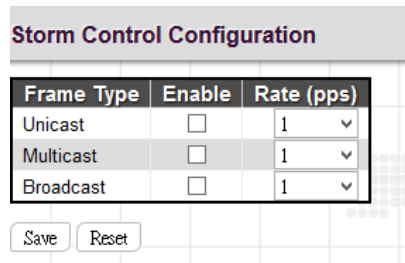 Storm Control Configuration
Frame Type Enable Rate (pps)
Unicast 1
Multicast 1
Broadcast 1
Save Reset